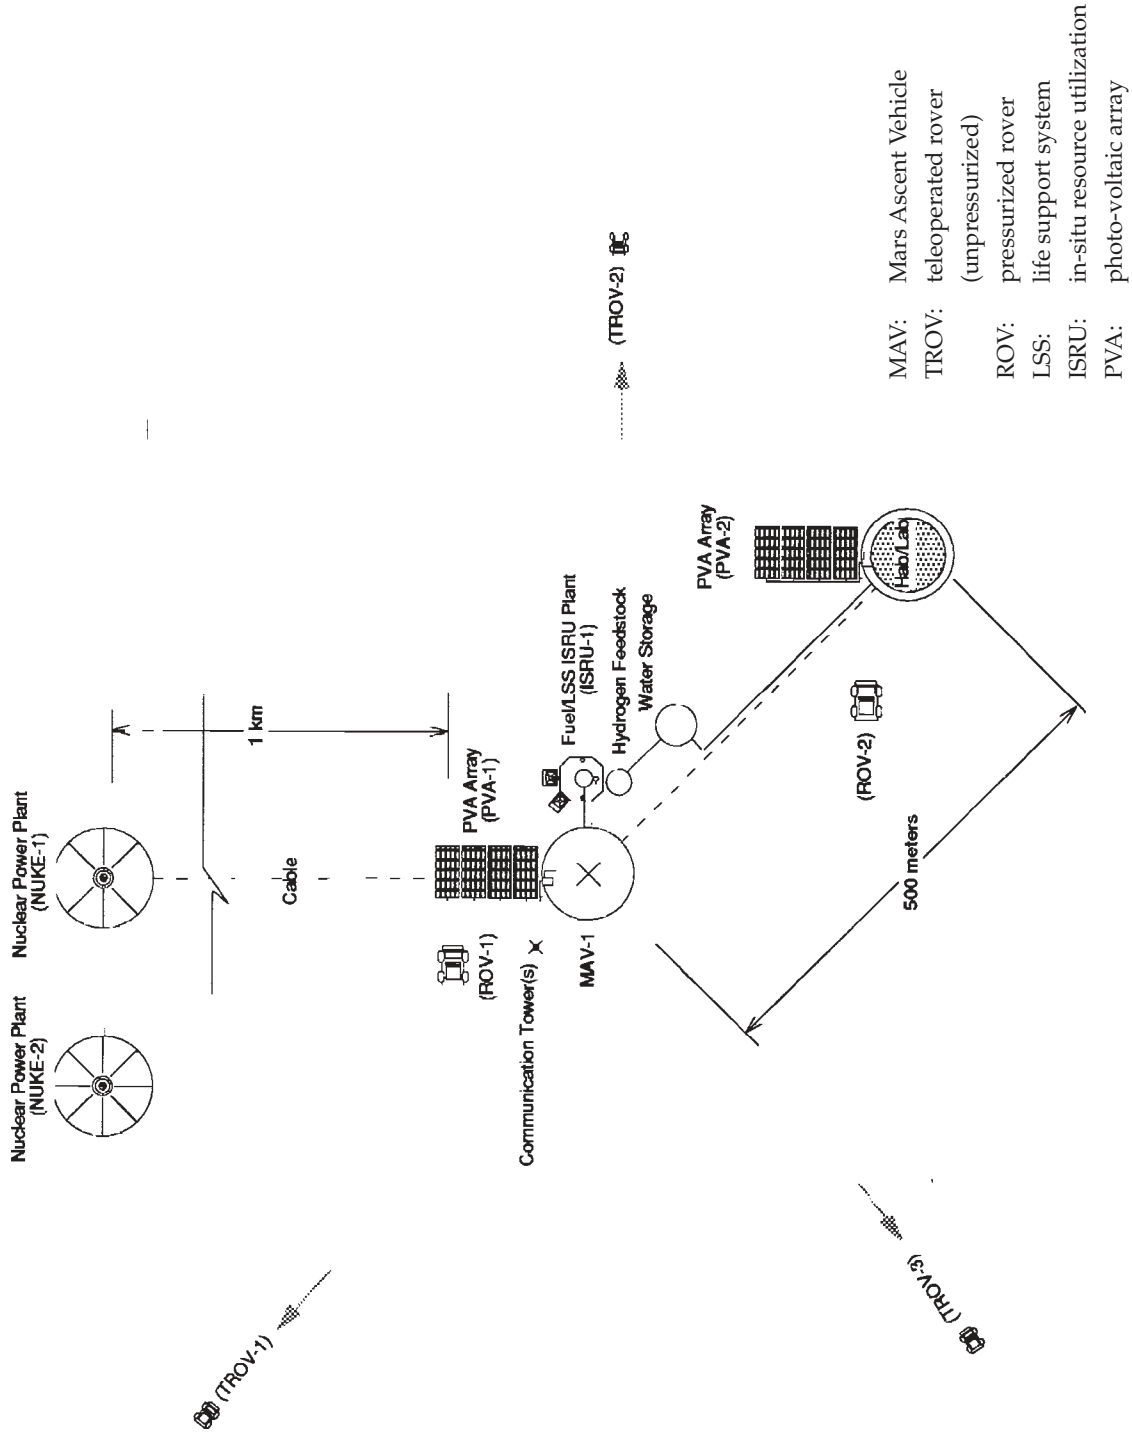 Nuclear Power Plant
(NUKE-2)
Nuclear Power Plant
(NUKE-1)
1 km
Cable
(TROV-1)
(ROV-1)
PVA Array
(PVA-1)
Communication Tower(s)
MAV-1
Fuel/LSS ISRU Plant
(ISRU-1)
Hydrogen Feedstock
Water Storage
(TROV-2)
PVA Array
(PVA-2)
Hab/Lab
(ROV-2)
500 meters
(TROV-3)
MAV: Mars Ascent Vehicle
TROV: teleoperated rover
(unpressurized)
ROV: pressurized rover
LSS: life support system
ISRU: in-situ resource utilization
PVA: photo-voltaic array